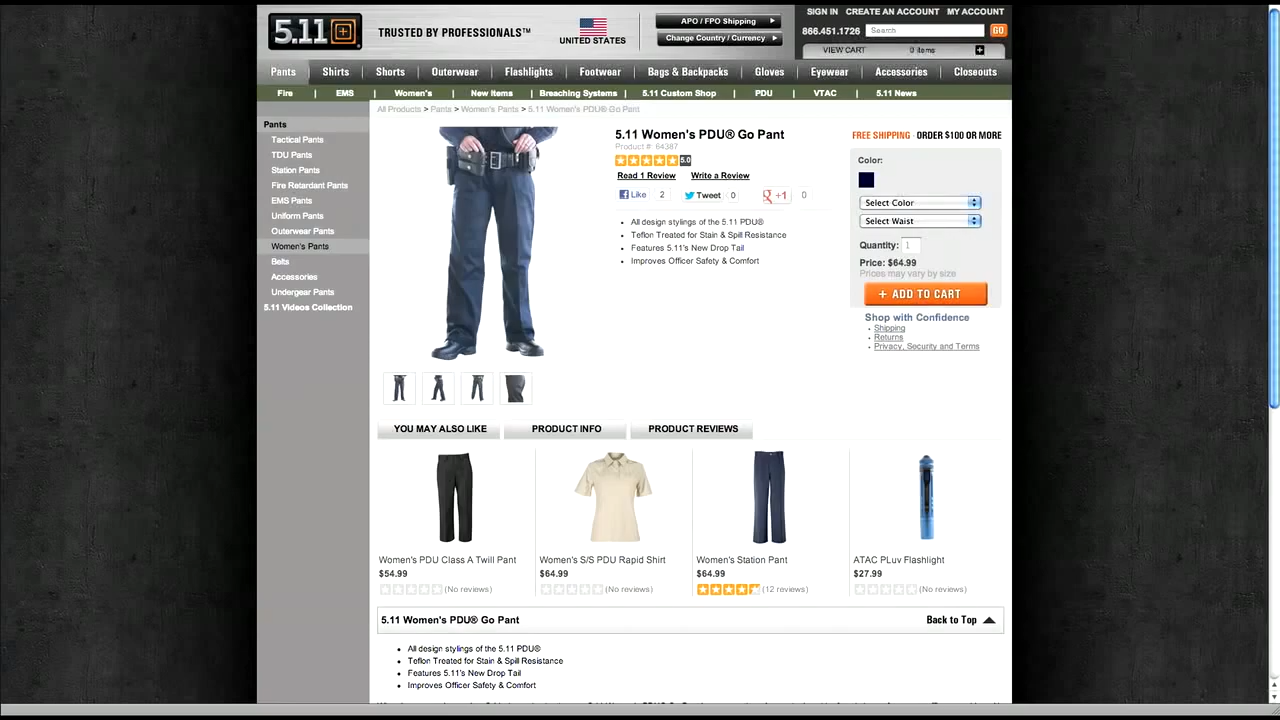 5.11
TRUSTED BY PROFESSIONALS™
UNITED STATES
APO / FPO Shipping
Change Country / Currency
SIGN IN CREATE AN ACCOUNT MY ACCOUNT
866.451.1726 Search GO
VIEW CART 0 items
Pants Shirts Shorts Outerwear Flashlights Footwear Bags & Backpacks Gloves Eyewear Accessories Closeouts
Fire | EMS | Women's | New Items | Breaching Systems | 5.11 Custom Shop | PDU | VTAC | 5.11 News
All Products > Pants > Women's Pants > 5.11 Women's PDU® Go Pant
Pants
Tactical Pants
TDU Pants
Station Pants
Fire Retardant Pants
EMS Pants
Uniform Pants
Outerwear Pants
Women's Pants
Belts
Accessories
Undergear Pants
5.11 Videos Collection
5.11 Women's PDU® Go Pant
Product #: 64387
5.0
Read 1 Review Write a Review
Like 2 Tweet 0 +1 0
All design stylings of the 5.11 PDU®
Teflon Treated for Stain & Spill Resistance
Features 5.11's New Drop Tail
Improves Officer Safety & Comfort
FREE SHIPPING - ORDER $100 OR MORE
Color:
Select Color
Select Waist
Quantity: 1
Price: $64.99
Prices may vary by size
+ ADD TO CART
Shop with Confidence
Shipping
Returns
Privacy, Security and Terms
YOU MAY ALSO LIKE PRODUCT INFO PRODUCT REVIEWS
Women's PDU Class A Twill Pant
$54.99
(No reviews)
Women's S/S PDU Rapid Shirt
$64.99
(No reviews)
Women's Station Pant
$64.99
(12 reviews)
ATAC PLuv Flashlight
$27.99
(No reviews)
5.11 Women's PDU® Go Pant Back to Top
All design stylings of the 5.11 PDU®
Teflon Treated for Stain & Spill Resistance
Features 5.11's New Drop Tail
Improves Officer Safety & Comfort